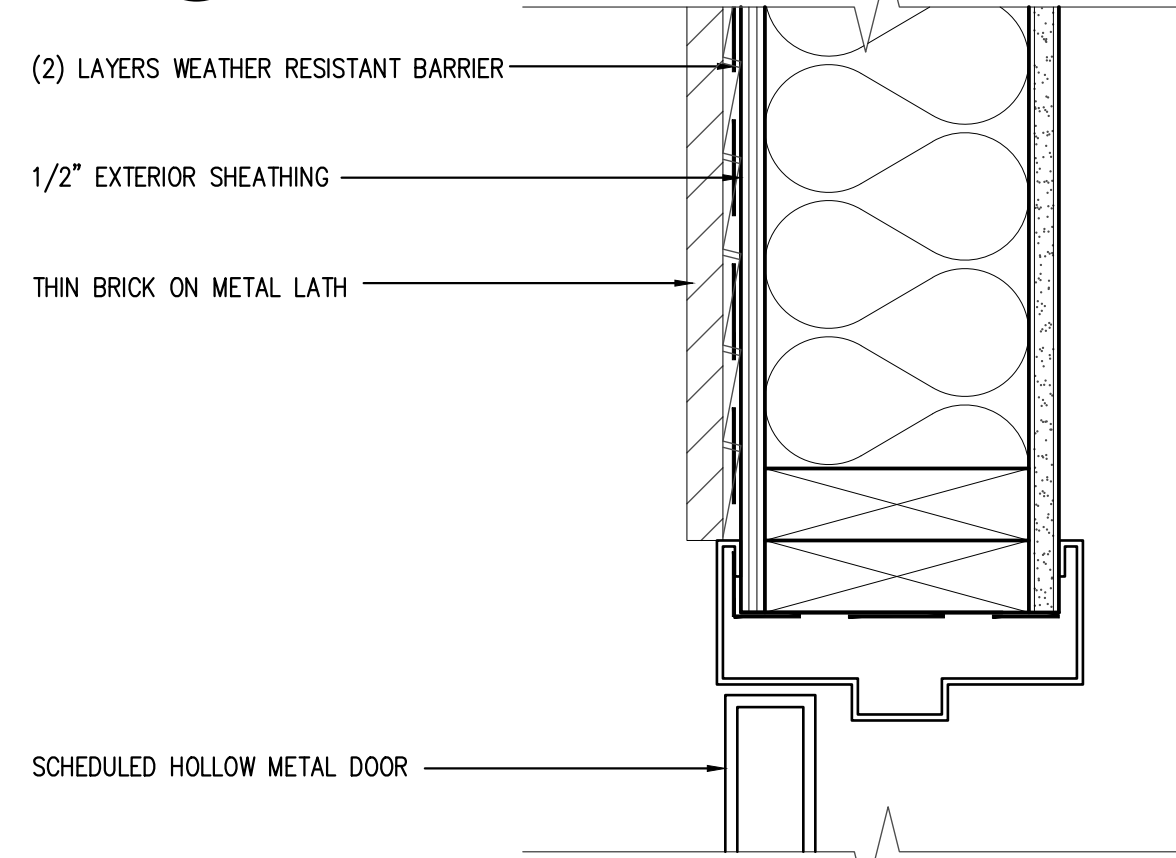 (2) LAYERS WEATHER RESISTANT BARRIER
1/2" EXTERIOR SHEATHING
THIN BRICK ON METAL LATH
SCHEDULED HOLLOW METAL DOOR